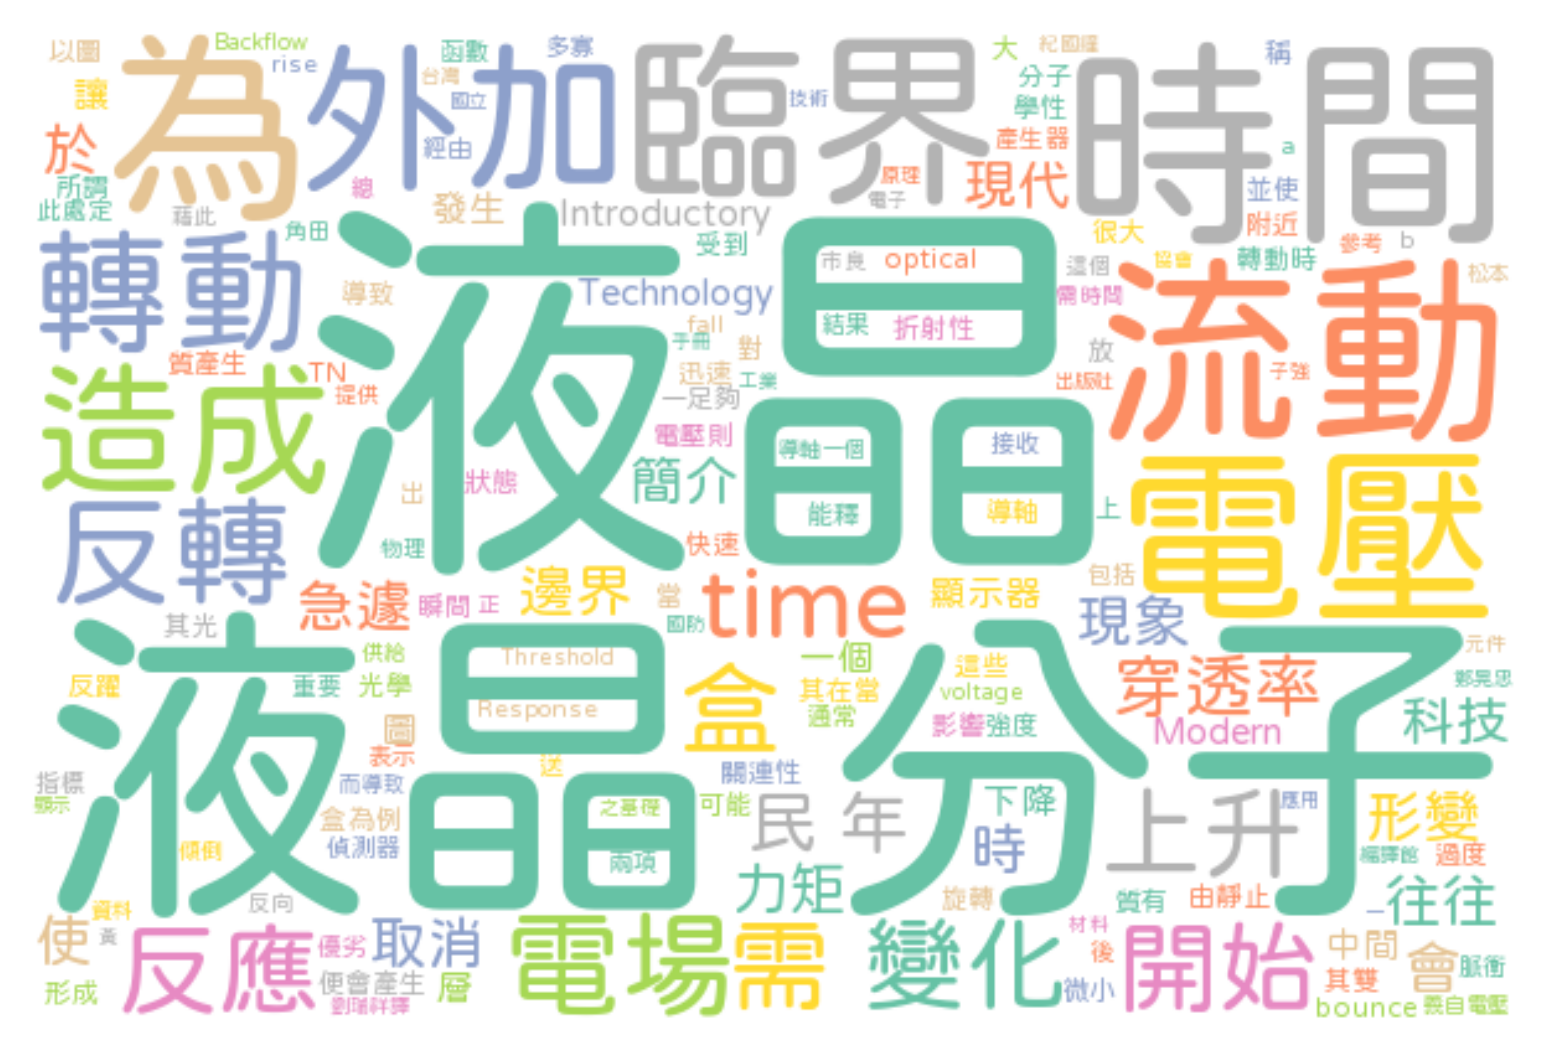 以圖
Backflow
rise
函數
多寡
大
紀國鐘
稱
讓
為
外加
台灣
國立
臨界
技術
分子
學性
時間
於
經由
產生器
a
所謂
此處定
總
原理
電子
現代
並使
藉此
角田
發生
Introductory
很大
附近
參考
b
轉動
液晶
受到
市良
optical
這個
協會
轉動時
松本
導致
Technology
需時間
流動
fall
手冊
結果
折射性
質產生
TN
提供
對
迅速
工業
放
出版社
子強
造成
一足夠
電壓則
導軸一個
接收
狀態
簡介
出
能釋
導軸
上
電壓
反轉
物理
快速
急遽
瞬間
正
邊界
當
國防
time
顯示器
包括
現象
其光
液晶分子
供給
Threshold
一個
這些
元件
反躍
重要
光學
盒
其在當
voltage
穿透率
鄭晃忠
圖
Response
通常
影響
強度
Modern
科技
表示
送
指標
而導致
關連性
顯示
盒為例
之基礎
可能
民
年
下降
上升
應用
形變
傾倒
偵測器
兩項
時
編譯館
過度
力矩
反向
旋轉
質有
由靜止
一
往往
使
資料
黃
反應
優劣
取消
電場
需
變化
材料
後
開始
中間
會
脈衝
形成
便會產生
層
微小
其雙
劉瑞祥譯
bounce
義自電壓